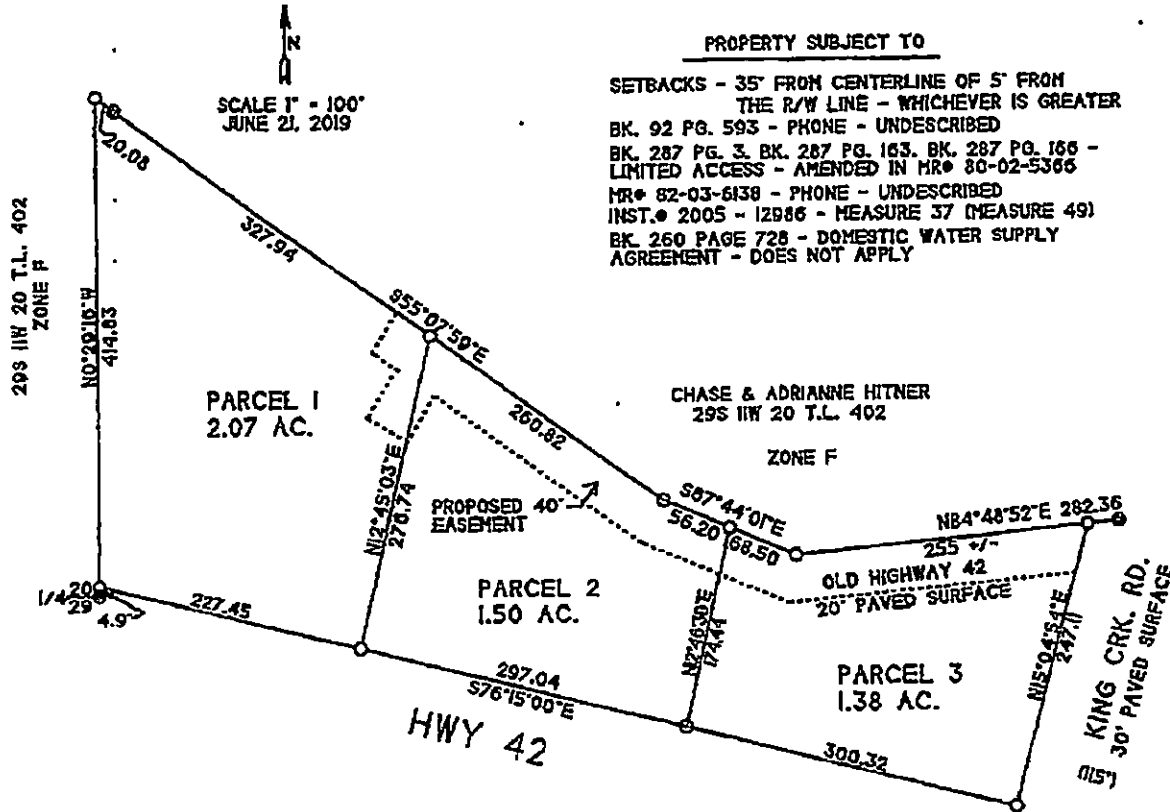 N
SCALE 1" = 100'
JUNE 21, 2019
PROPERTY SUBJECT TO
SETBACKS - 35' FROM CENTERLINE OF 5' FROM
THE R/W LINE - WHICHEVER IS GREATER
BK. 92 PG. 593 - PHONE - UNDESCRIBED
BK. 287 PG. 3, BK. 287 PG. 163, BK. 287 PG. 166 -
LIMITED ACCESS - AMENDED IN MR# 80-02-5366
MR# 82-03-6138 - PHONE - UNDESCRIBED
INST.# 2005 - 12986 - MEASURE 37 (MEASURE 49)
BK. 260 PAGE 728 - DOMESTIC WATER SUPPLY
AGREEMENT - DOES NOT APPLY
20.08
327.94
29S 11W 20 T.L. 402
ZONE F
N0°29'16"W
414.83
S55°07'59"E
PARCEL 1
2.07 AC.
260.82
CHASE & ADRIANNE HITNER
29S 11W 20 T.L. 402
ZONE F
N12°45'03"E
276.74
PROPOSED 40'
EASEMENT
S67°44'01"E
56.20
68.50
N84°48'52"E 282.36
255 +/-
OLD HIGHWAY 42
20' PAVED SURFACE
1/4
20
29
4.9'
227.45
PARCEL 2
1.50 AC.
N12°46'30"E
174.44
PARCEL 3
1.38 AC.
N15°04'54"E
247.11
KING CRK. RD.
30' PAVED SURFACE
(115')
297.04
S76°15'00"E
HWY 42
300.32